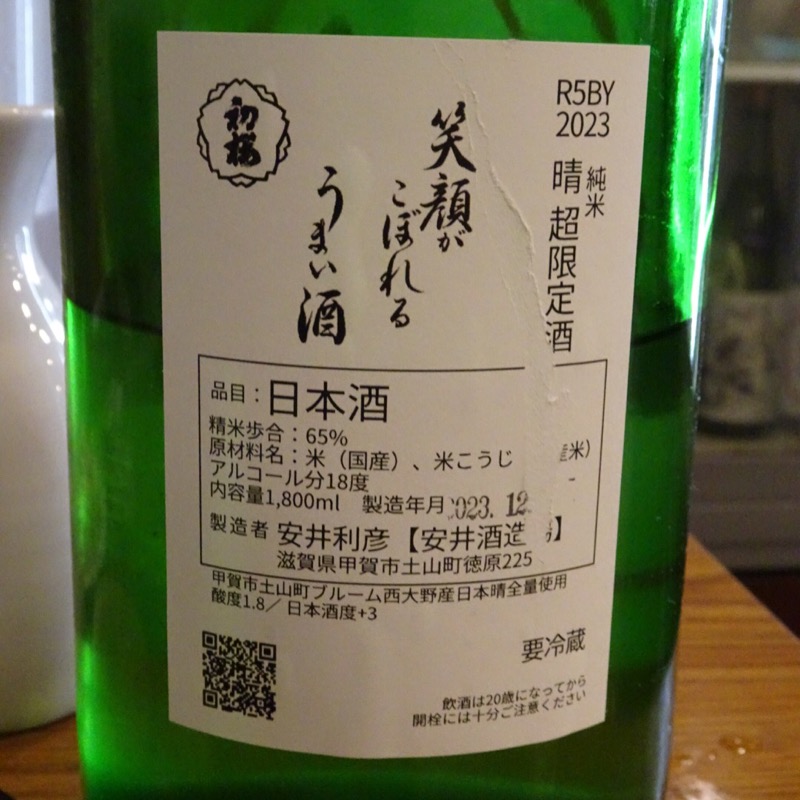 R5BY
2023
純米
晴 超限定酒
笑顔が
こぼれる
うまい酒
初桜
品目：日本酒
精米歩合：65%
原材料名：米（国産）、米こうじ 米）
アルコール分18度
内容量1,800ml 製造年月 2023.12
製造者 安井利彦【安井酒造場】
滋賀県甲賀市土山町徳原225
甲賀市土山町ブルーム西大野産日本晴全量使用
酸度1.8／日本酒度+3
要冷蔵
飲酒は20歳になってから
開栓には十分ご注意ください